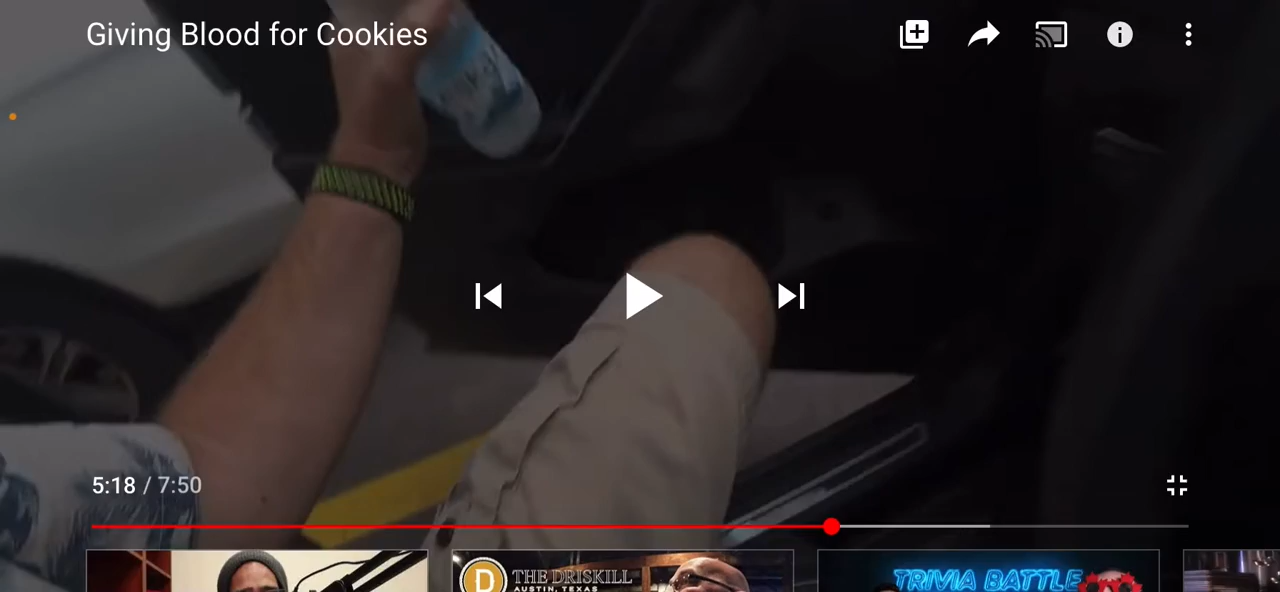 Giving Blood for Cookies
5:18 / 7:50
D THE DRISKILL
AUSTIN, TEXAS
TRIVIA BATTLE